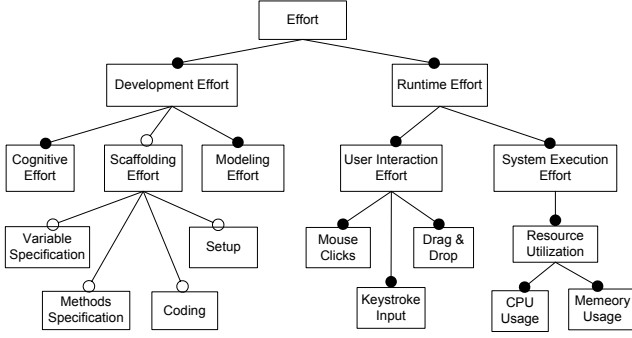 Effort
Development Effort
Runtime Effort
Cognitive
Effort
Scaffolding
Effort
Modeling
Effort
User Interaction
Effort
System Execution
Effort
Variable
Specification
Setup
Mouse
Clicks
Drag &
Drop
Resource
Utilization
Methods
Specification
Coding
Keystroke
Input
CPU
Usage
Memeory
Usage